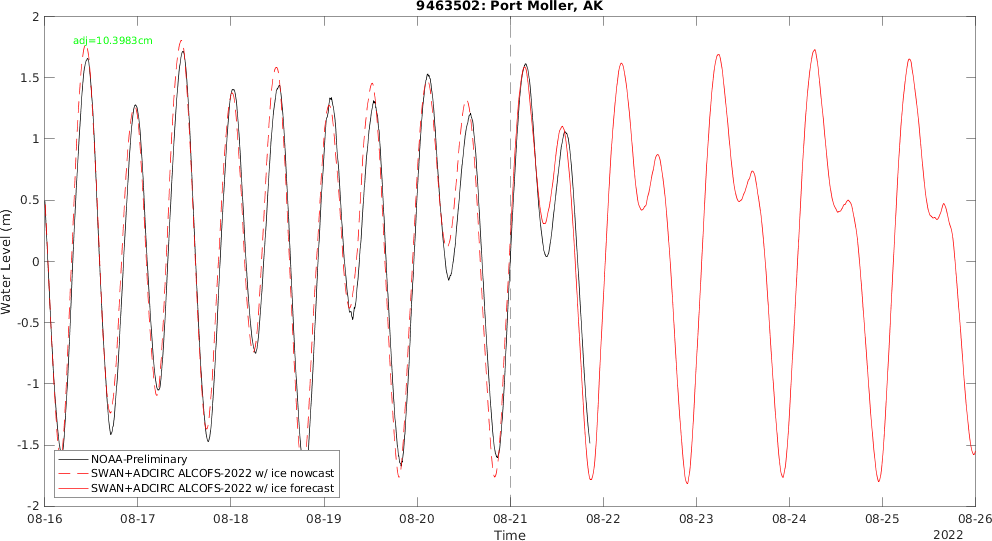 9463502: Port Moller, AK
adj=10.3983cm
2
1.5
1
0.5
0
-0.5
-1
-1.5
-2
Water Level (m)
NOAA-Preliminary
SWAN+ADCIRC ALCOFS-2022 w/ ice nowcast
SWAN+ADCIRC ALCOFS-2022 w/ ice forecast
08-16 08-17 08-18 08-19 08-20 08-21 08-22 08-23 08-24 08-25 08-26
Time
2022